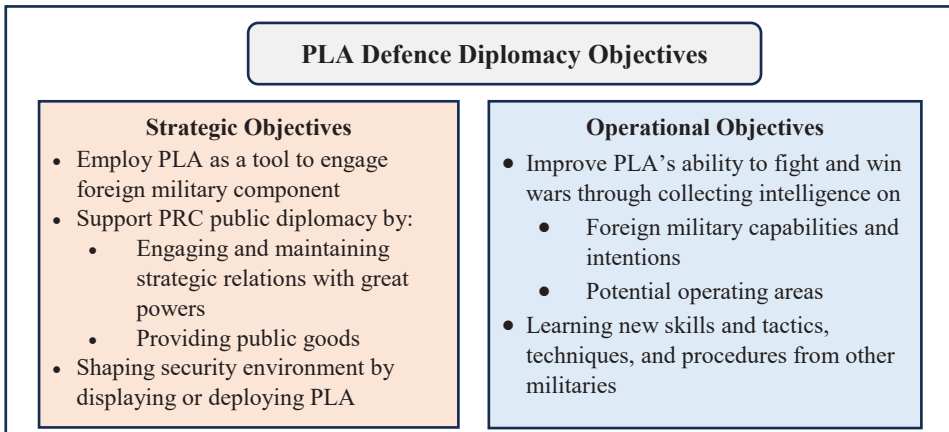 PLA Defence Diplomacy Objectives
Strategic Objectives
• Employ PLA as a tool to engage
foreign military component
• Support PRC public diplomacy by:
• Engaging and maintaining
strategic relations with great
powers
• Providing public goods
• Shaping security environment by
displaying or deploying PLA
Operational Objectives
• Improve PLA's ability to fight and win
wars through collecting intelligence on
• Foreign military capabilities and
intentions
• Potential operating areas
• Learning new skills and tactics,
techniques, and procedures from other
militaries